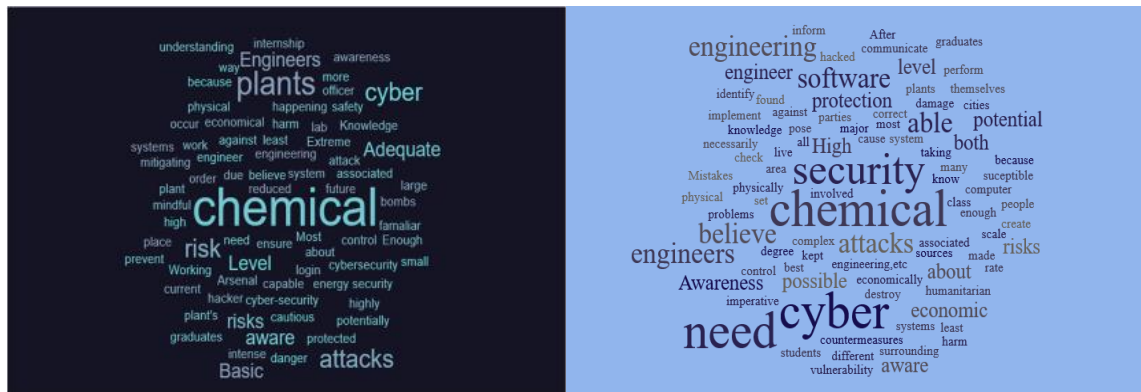 understanding internship
Engineers awareness
way
because plants more
officer cyber
physical happening safety
occur economical harm lab Knowledge
systems work against least Extreme Adequate
mitigating engineer engineering attack
order due believe system associated
plant reduced future large
mindful chemical bombs
high famaliar
place risk need ensure Most control Enough
about
prevent Level login cybersecurity small
Working Arsenal capable energy security
current hacker cyber-security highly
plant's risks cautious potentially
graduates aware protected
intense danger attacks
Basic
inform After graduates
engineering hacked communicate
engineer software level perform
identify found protection plants themselves
implement against parties correct damage cities
knowledge pose major most able potential
necessarily all High cause system both
check live taking many because
Mistakes area security know suceptible
physically involved computer
physical set chemical class people
problems enough create
believe complex attacks associated scale risks
engineers degree kept sources made
control best engineering,etc about rate
Awareness possible economically
imperative destroy humanitarian
need cyber economic
systems least
countermeasures harm
students different surrounding
vulnerability aware